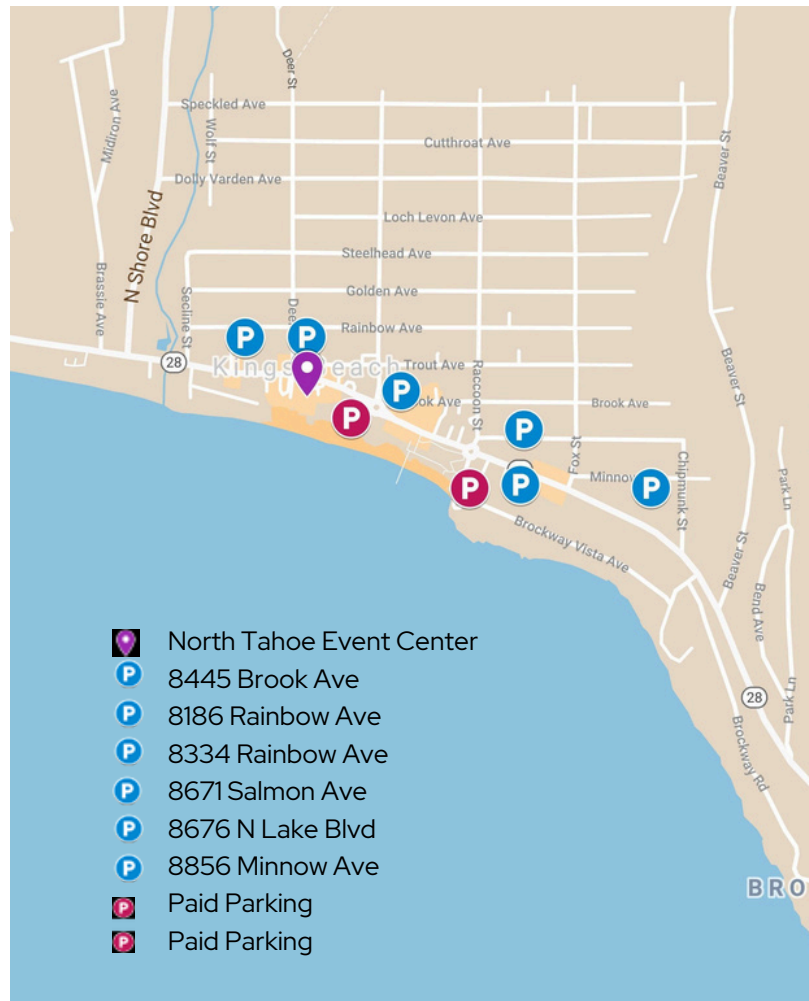 Deer St
Speckled Ave
Midiron Ave
Wolf St
Cutthroat Ave
Beaver St
Dolly Varden Ave
N Shore Blvd
Loch Levon Ave
Steelhead Ave
Brassie Ave
Secline St
Golden Ave
Dee
P
P
Rainbow Ave
28
Kings Beach
Trout Ave
Raccoon St
Beaver St
P
ok Ave
Brook Ave
P
P
Fox St
Chipmunk St
Minnow
P
P
P
Park Ln
Brockway Vista Ave
Beaver St
Bend Ave
North Tahoe Event Center
P 8445 Brook Ave
P 8186 Rainbow Ave
Park Ln
28
P 8334 Rainbow Ave
Brockway Rd
P 8671 Salmon Ave
P 8676 N Lake Blvd
P 8856 Minnow Ave
BRO
P Paid Parking
P Paid Parking